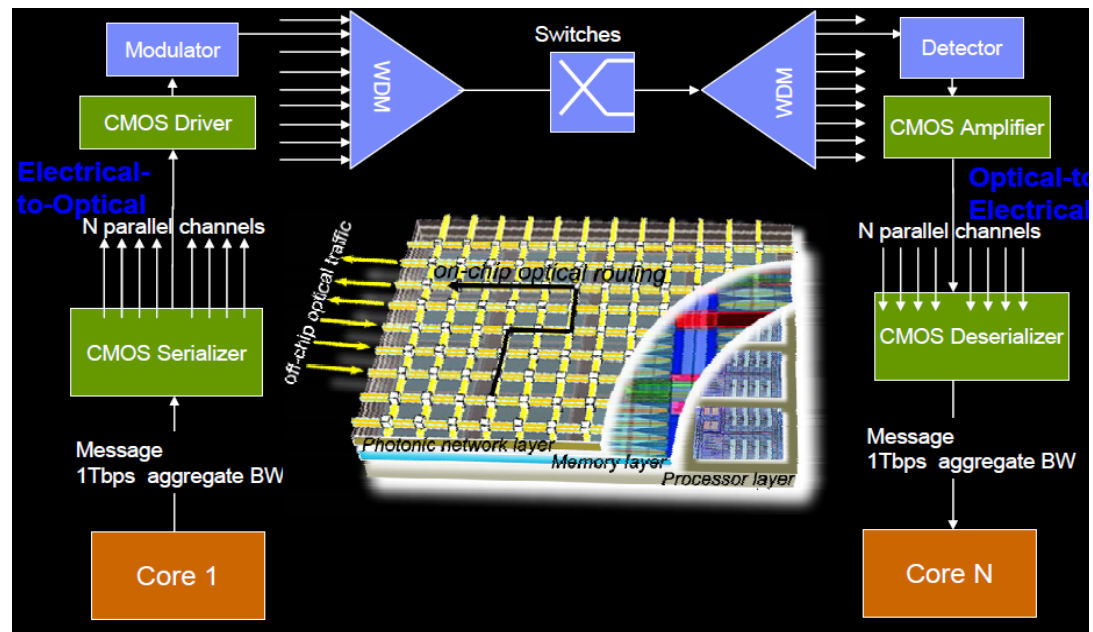 Modulator
CMOS Driver
Electrical-
to-Optical
N parallel channels
CMOS Serializer
Message
1Tbps aggregate BW
Core 1
WDM
Switches
WDM
Detector
CMOS Amplifier
Optical-to
Electrical
N parallel channels
CMOS Deserializer
Message
1Tbps aggregate BW
Core N
off-chip optical traffic
on-chip optical routing
Photonic network layer
Memory layer
Processor layer